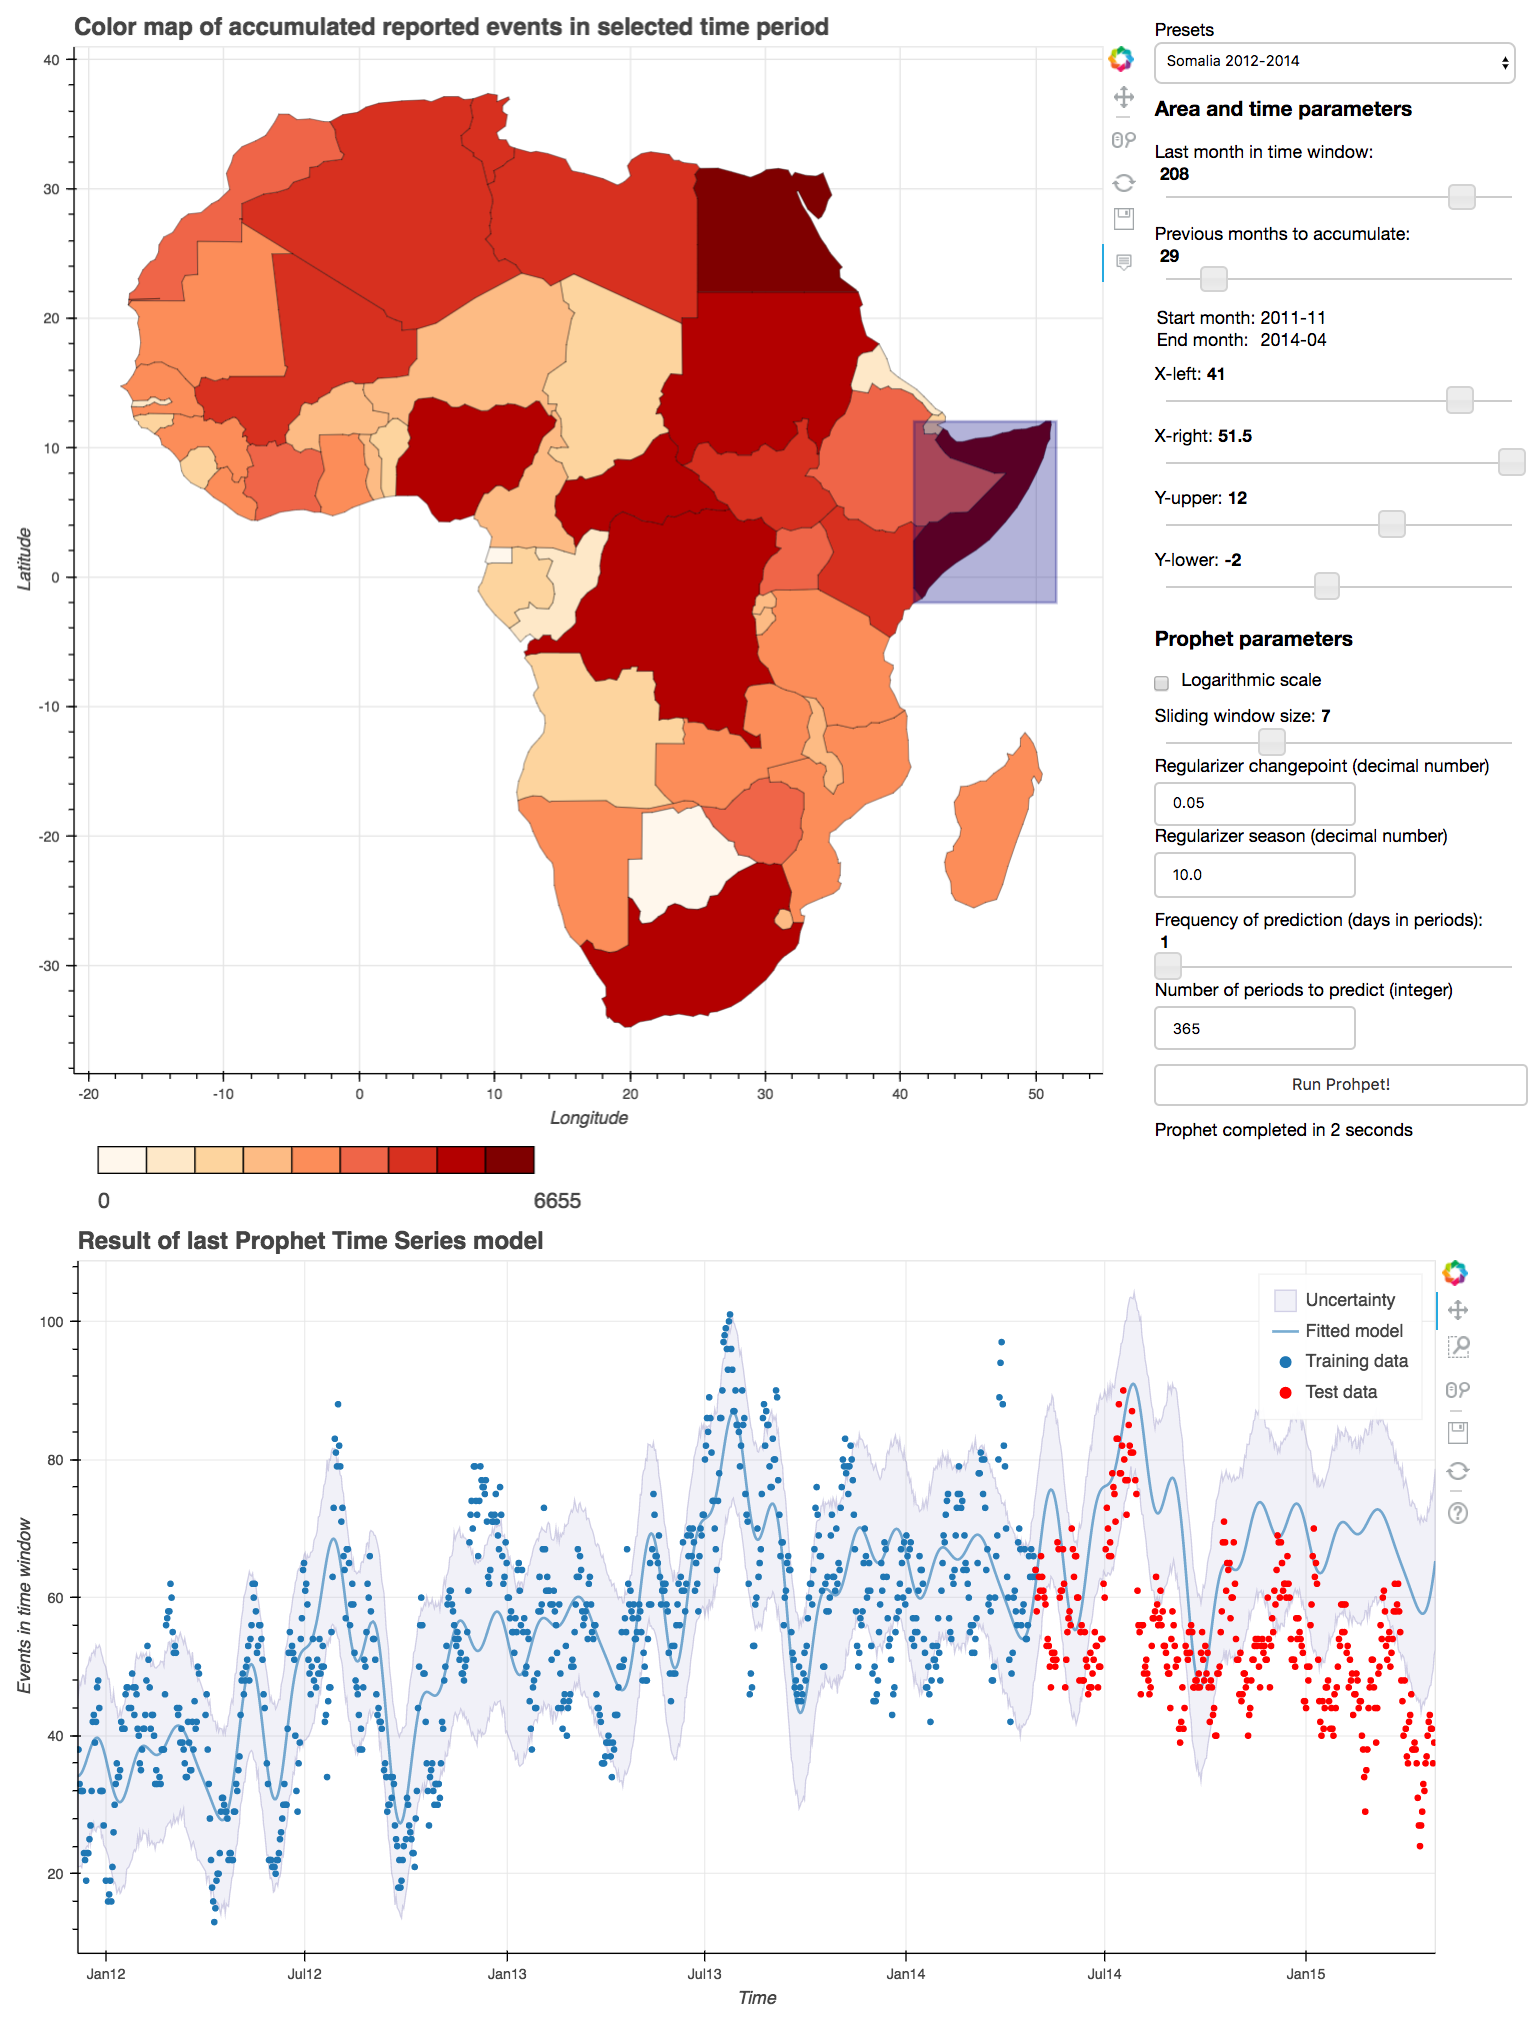 Color map of accumulated reported events in selected time period
40
30
20
10
0
-10
-20
-30
Latitude
-20
-10
0
10
20
30
40
50
Longitude
0
6655
Presets
Somalia 2012-2014
Area and time parameters
Last month in time window:
208
Previous months to accumulate:
29
Start month: 2011-11
End month: 2014-04
X-left: 41
X-right: 51.5
Y-upper: 12
Y-lower: -2
Prophet parameters
Logarithmic scale
Sliding window size: 7
Regularizer changepoint (decimal number)
0.05
Regularizer season (decimal number)
10.0
Frequency of prediction (days in periods):
1
Number of periods to predict (integer)
365
Run Prohpet!
Prophet completed in 2 seconds
Result of last Prophet Time Series model
100
80
60
40
20
Events in time window
Uncertainty
Fitted model
Training data
Test data
Jan12
Jul12
Jan13
Jul13
Jan14
Jul14
Jan15
Time